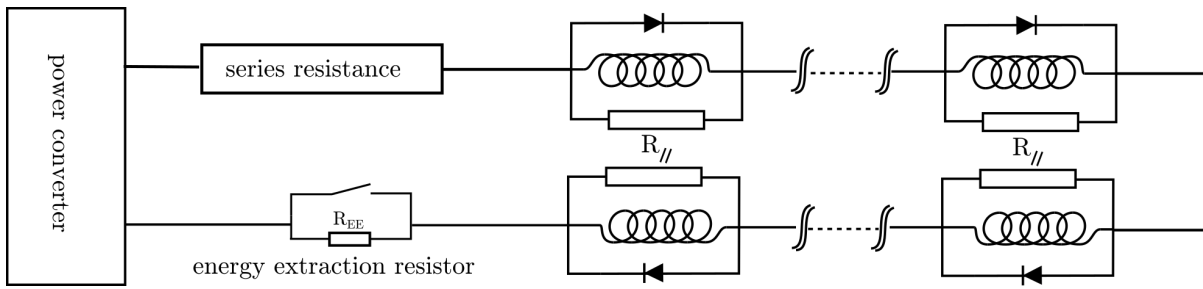 power converter
series resistance
R//
R//
R_EE
energy extraction resistor